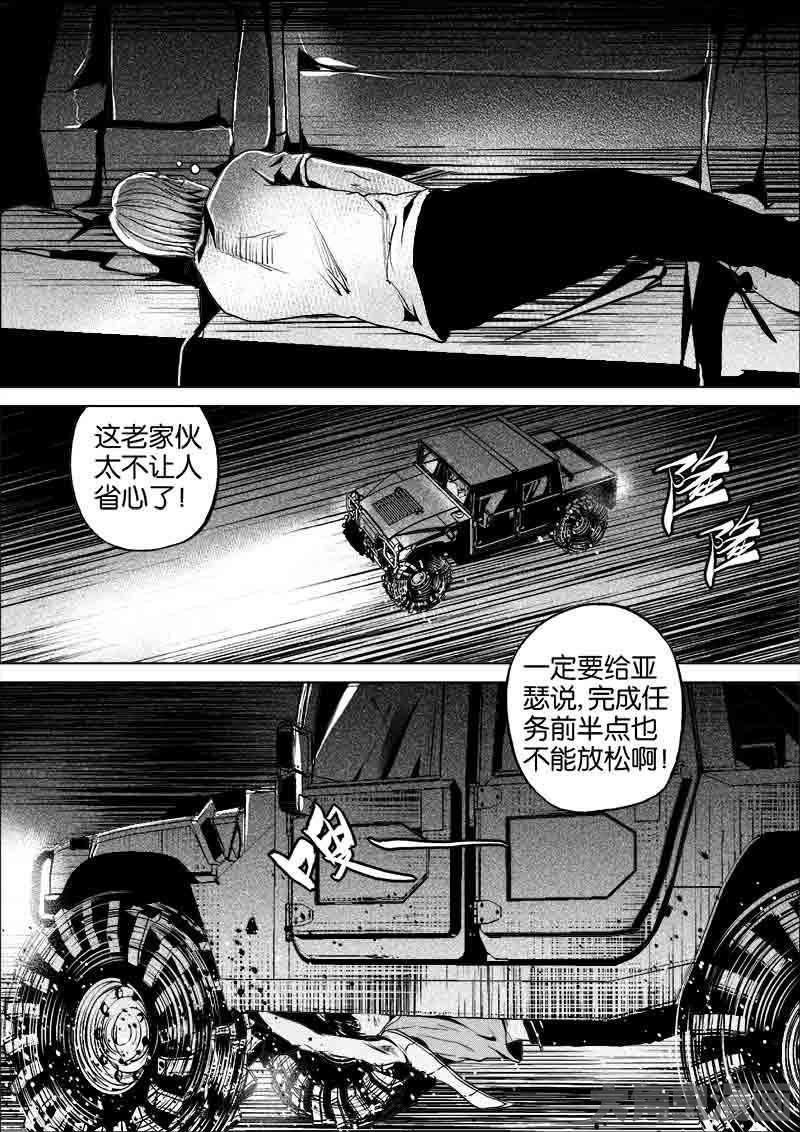 这老家伙
太不让人
省心了！
隆
隆
一定要给亚
瑟说,完成任
务前半点也
不能放松啊！